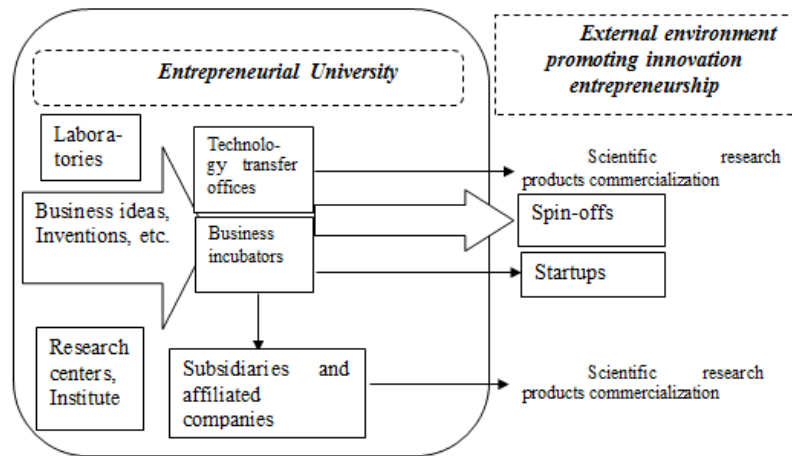 Entrepreneurial University
External environment
promoting innovation
entrepreneurship
Labora-
tories
Technolo-
gy transfer
offices
Scientific research
products commercialization
Business ideas,
Inventions, etc.
Spin-offs
Business
incubators
Startups
Research
centers,
Institute
Subsidiaries and
affiliated
companies
Scientific research
products commercialization